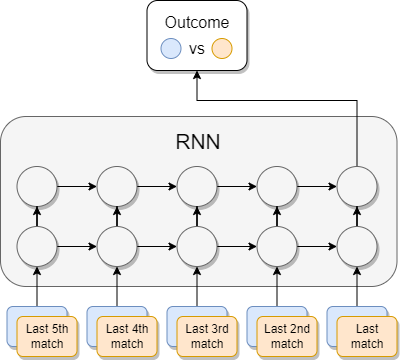 Outcome
vs
RNN
Last 5th
match
Last 4th
match
Last 3rd
match
Last 2nd
match
Last
match